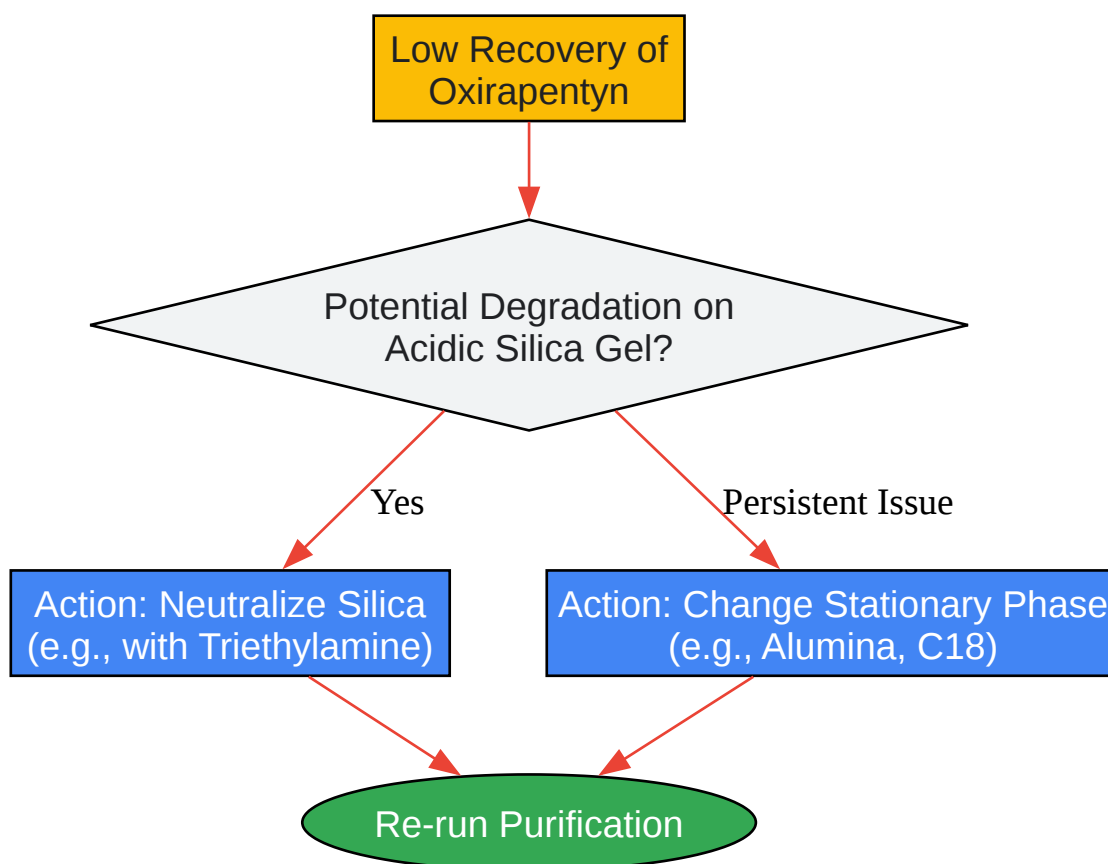 Low Recovery of
Oxirapentyn
Potential Degradation on
Acidic Silica Gel?
Yes
Persistent Issue
Action: Neutralize Silica
(e.g., with Triethylamine)
Action: Change Stationary Phase
(e.g., Alumina, C18)
Re-run Purification